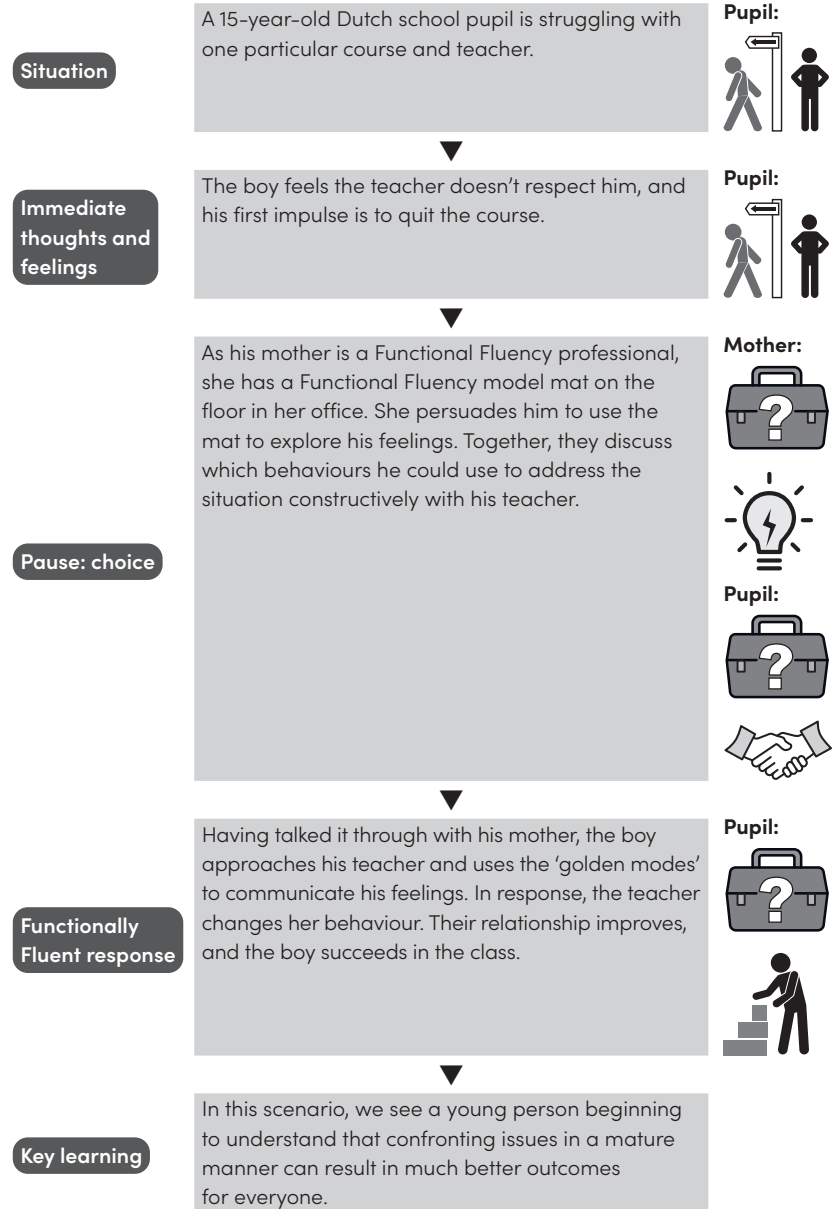 Situation
A 15-year-old Dutch school pupil is struggling with
one particular course and teacher.
Pupil:
Immediate
thoughts and
feelings
The boy feels the teacher doesn't respect him, and
his first impulse is to quit the course.
Pupil:
Pause: choice
As his mother is a Functional Fluency professional,
she has a Functional Fluency model mat on the
floor in her office. She persuades him to use the
mat to explore his feelings. Together, they discuss
which behaviours he could use to address the
situation constructively with his teacher.
Mother:
?
Pupil:
?
Functionally
Fluent response
Having talked it through with his mother, the boy
approaches his teacher and uses the 'golden modes'
to communicate his feelings. In response, the teacher
changes her behaviour. Their relationship improves,
and the boy succeeds in the class.
Pupil:
?
Key learning
In this scenario, we see a young person beginning
to understand that confronting issues in a mature
manner can result in much better outcomes
for everyone.